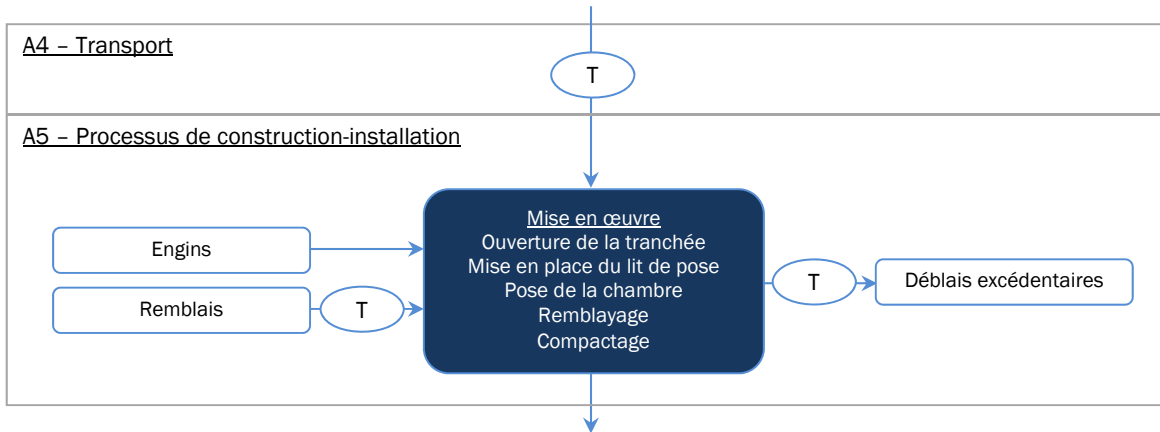 A4 – Transport
T
A5 – Processus de construction-installation
Mise en œuvre
Ouverture de la tranchée
Mise en place du lit de pose
Pose de la chambre
Remblayage
Compactage
Engins
Remblais
T
T
Déblais excédentaires